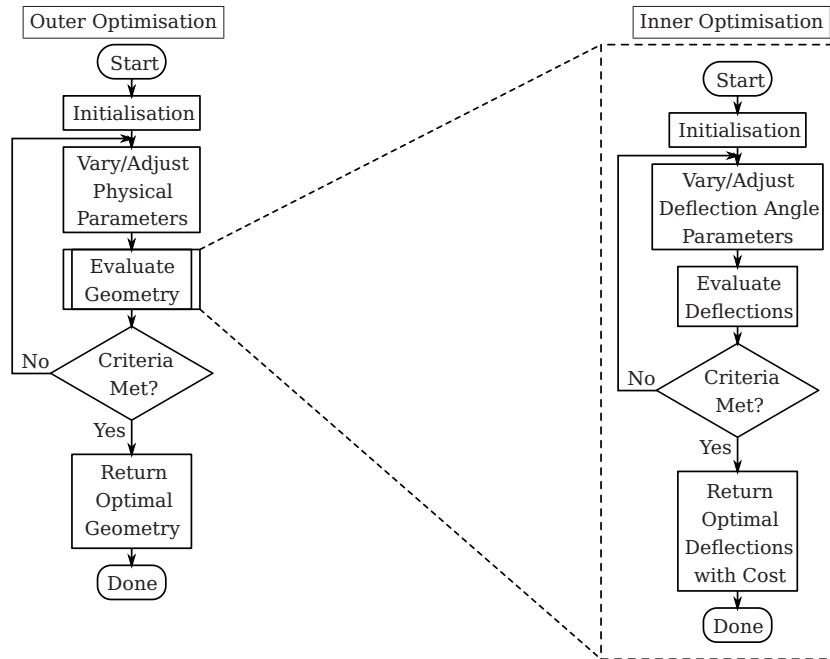 Outer Optimisation
Start
Initialisation
Vary/Adjust
Physical
Parameters
Evaluate
Geometry
Criteria
Met?
No
Yes
Return
Optimal
Geometry
Done
Inner Optimisation
Start
Initialisation
Vary/Adjust
Deflection Angle
Parameters
Evaluate
Deflections
Criteria
Met?
No
Yes
Return
Optimal
Deflections
with Cost
Done